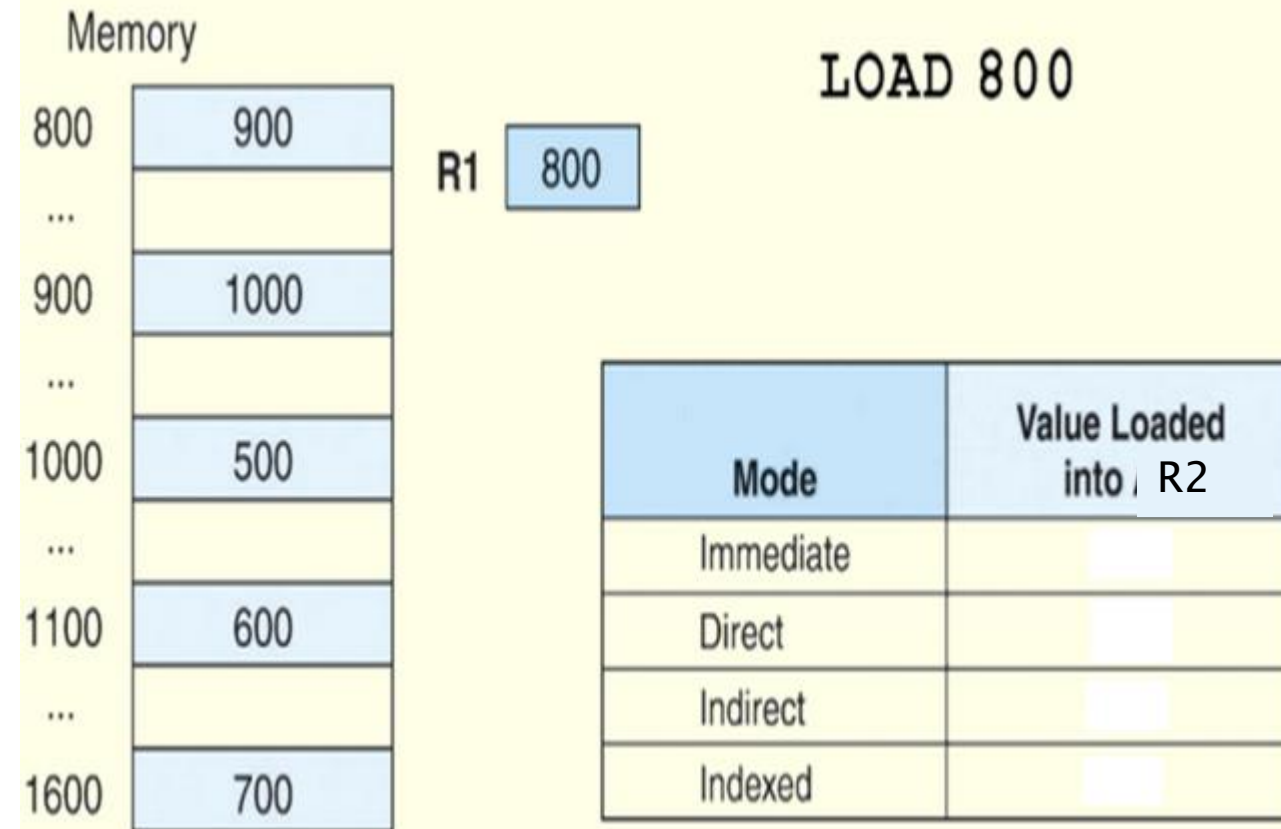 Memory
LOAD 800
800 900
R1 800
...
900 1000
...
1000 500
...
1100 600
...
1600 700
Mode Value Loaded
into R2
Immediate
Direct
Indirect
Indexed